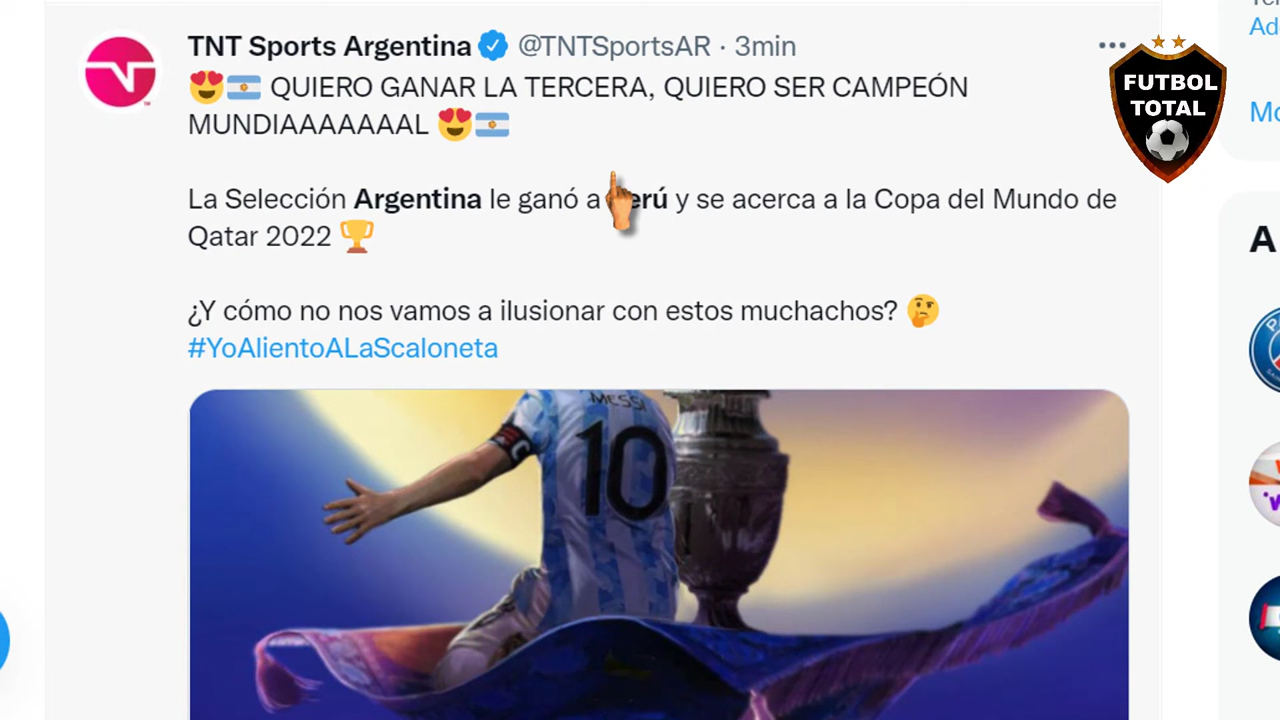 TNT Sports Argentina @TNTSportsAR · 3min
😍🇦🇷 QUIERO GANAR LA TERCERA, QUIERO SER CAMPEÓN
MUNDIAAAAAAAL 😍🇦🇷
La Selección Argentina le ganó a erú y se acerca a la Copa del Mundo de
Qatar 2022 🏆
¿Y cómo no nos vamos a ilusionar con estos muchachos? 🤔
#YoAlientoALaScaloneta
MESSI
10
FUTBOL
TOTAL
Ad
Mo
A